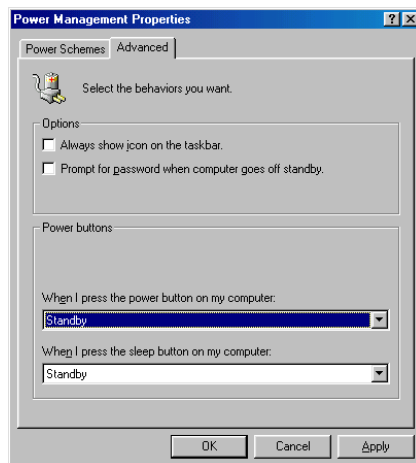 Power Management Properties
Power Schemes Advanced
Select the behaviors you want.
Options
Always show icon on the taskbar.
Prompt for password when computer goes off standby.
Power buttons
When I press the power button on my computer:
Standby
When I press the sleep button on my computer:
Standby
OK Cancel Apply